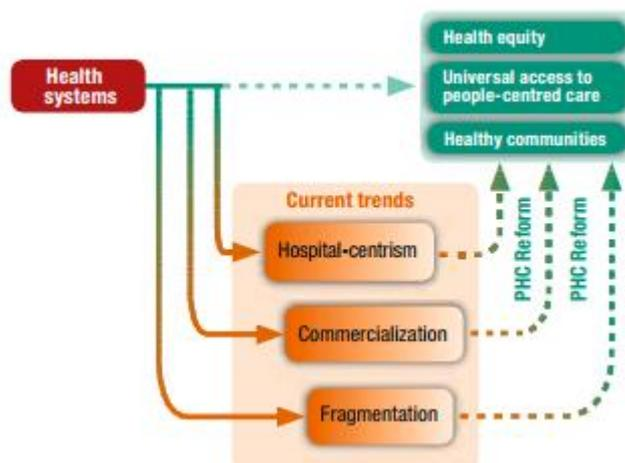 Health
systems
Health equity
Universal access to
people-centred care
Healthy communities
Current trends
Hospital-centrism
Commercialization
Fragmentation
PHC Reform
PHC Reform